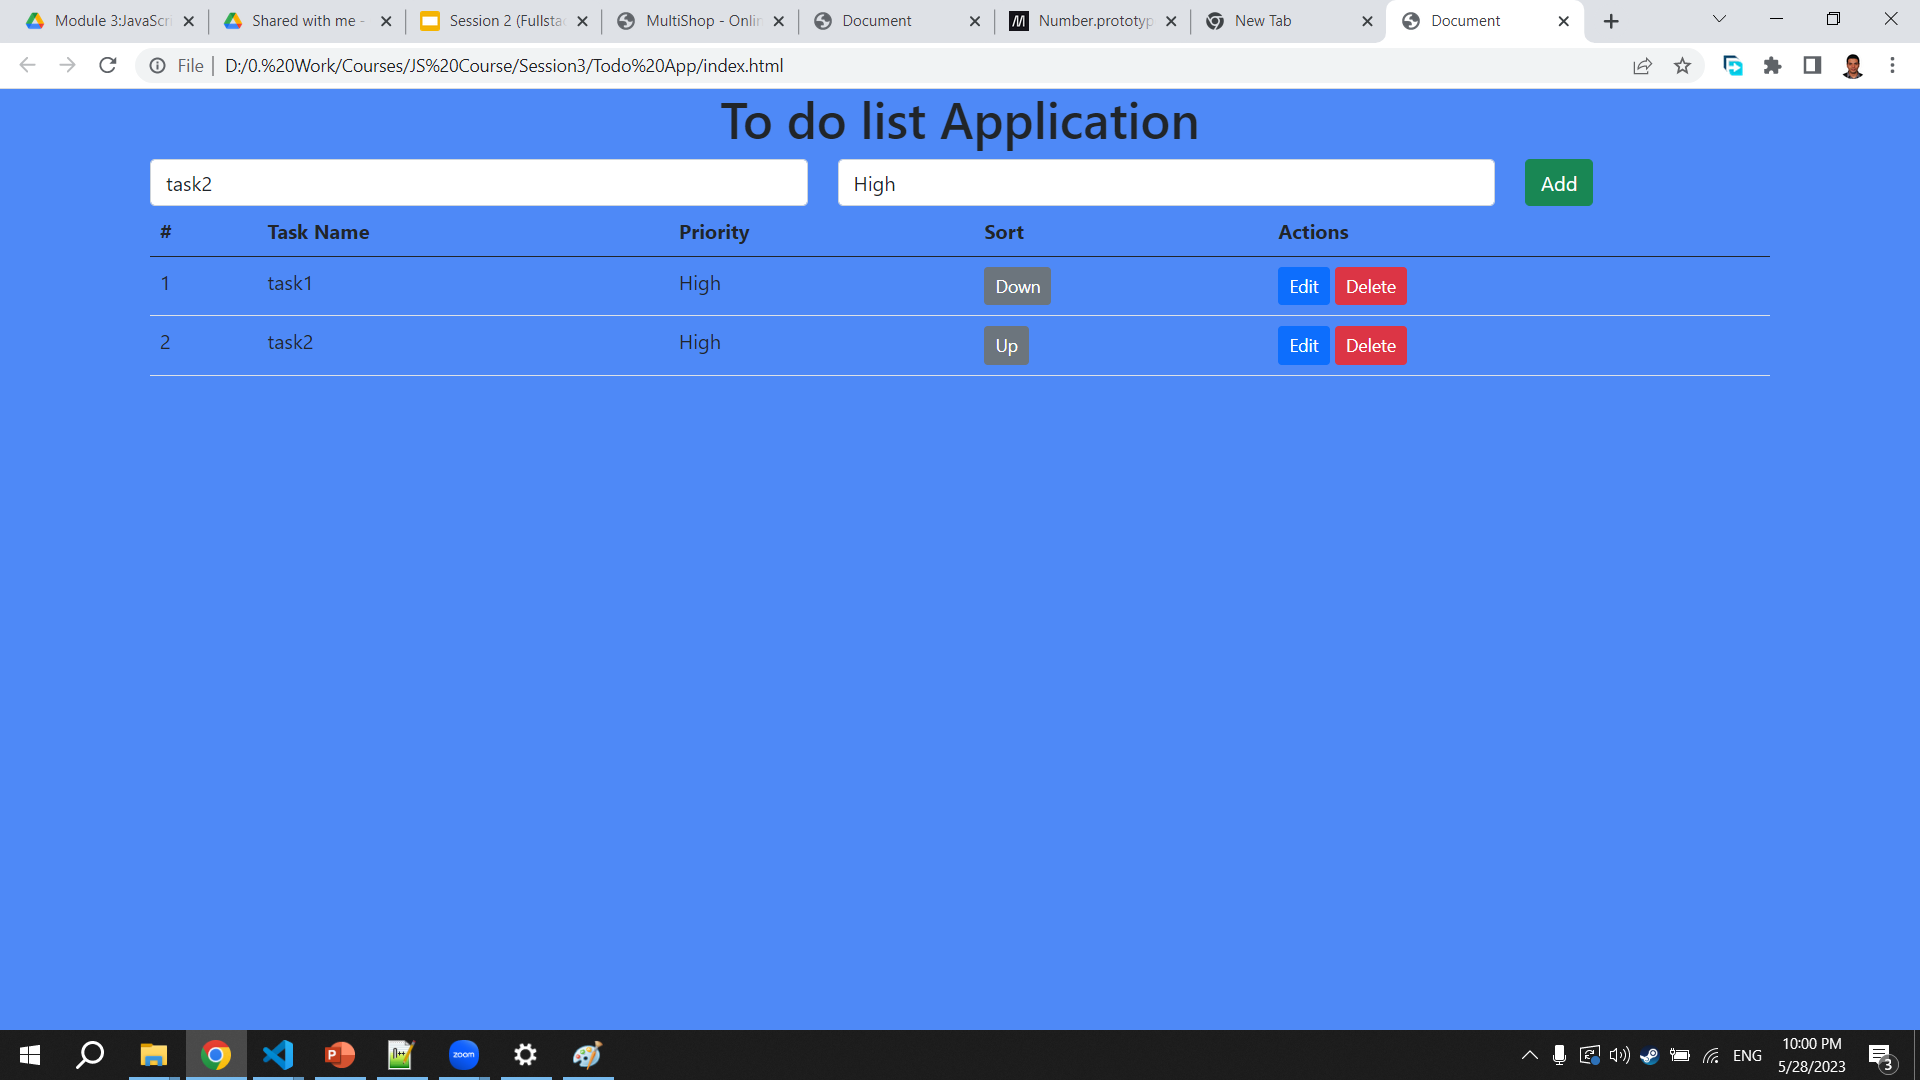 Module 3:JavaScri
Shared with me -
Session 2 (Fullsta
MultiShop - Onlin
Document
Number.prototyp
New Tab
Document
File | D:/0.%20Work/Courses/JS%20Course/Session3/Todo%20App/index.html
To do list Application
task2 High Add
# Task Name Priority Sort Actions
1 task1 High Down Edit Delete
2 task2 High Up Edit Delete
zoom
ENG
10:00 PM
5/28/2023
3